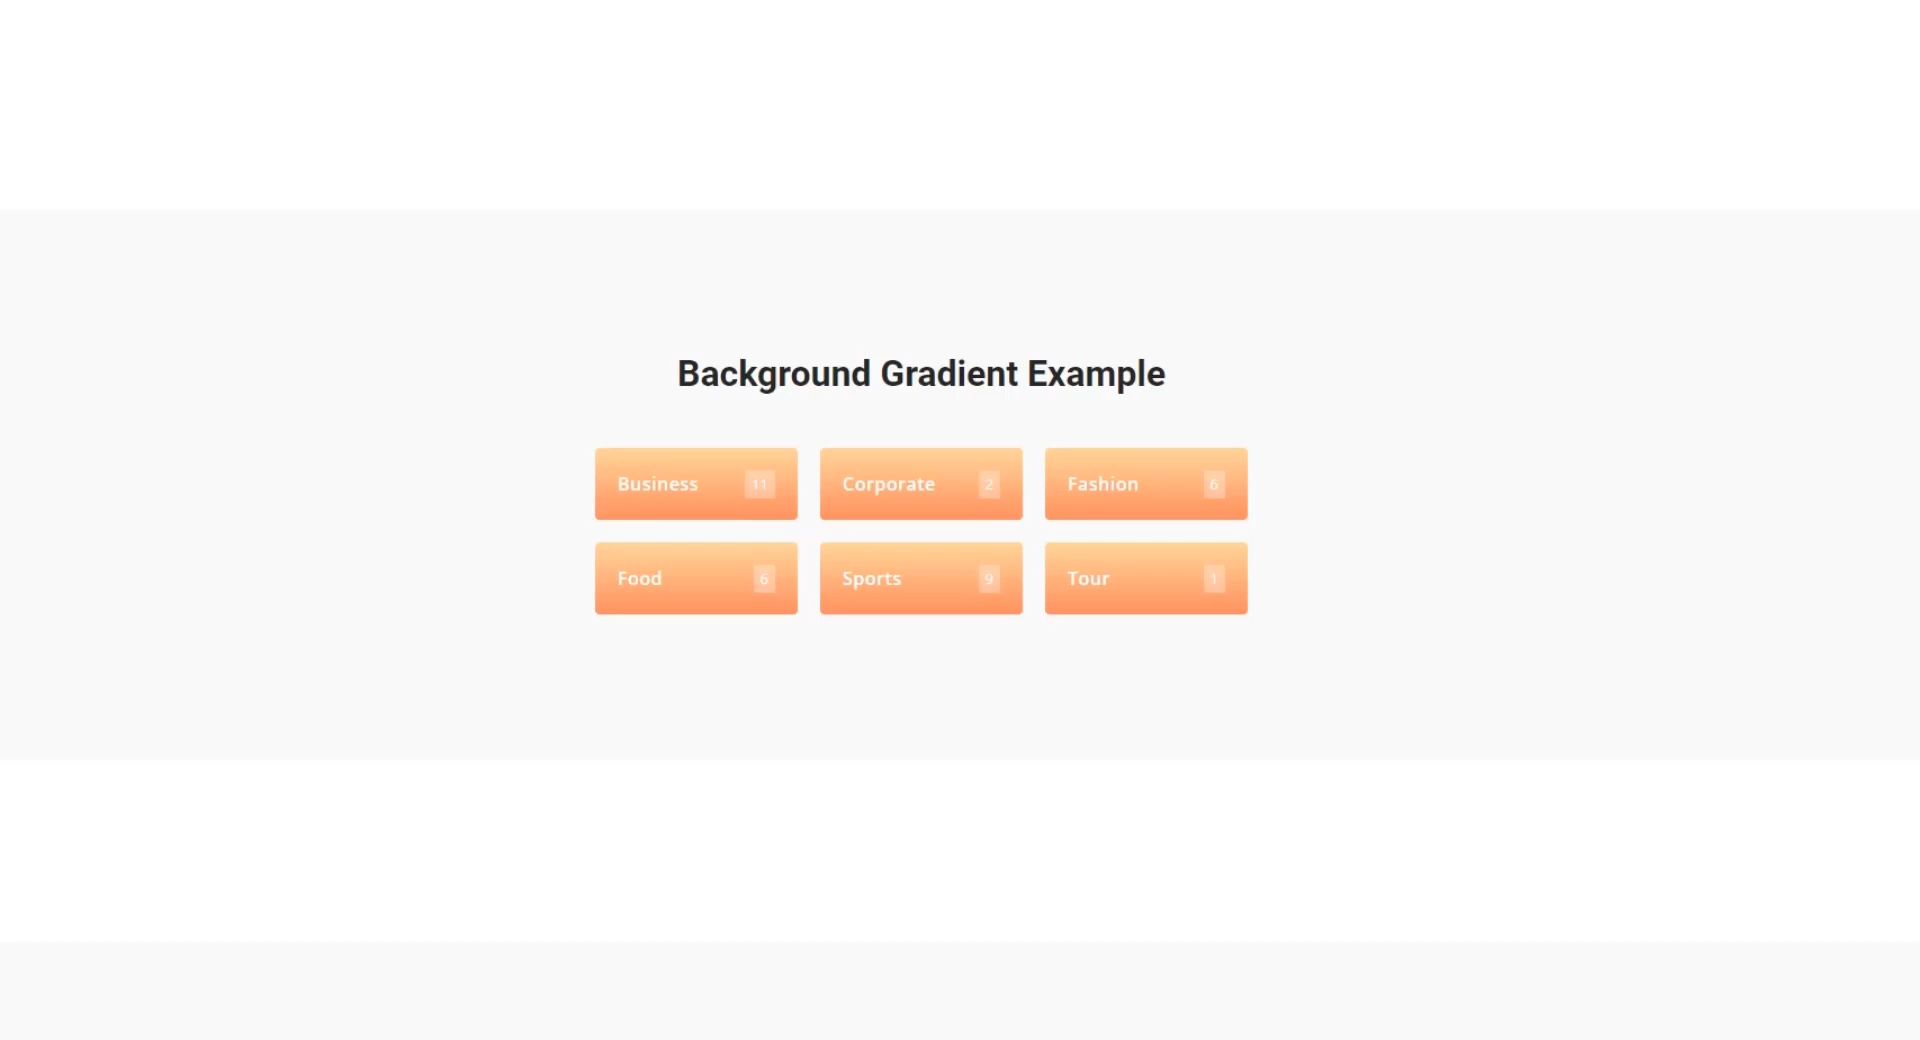 Background Gradient Example
Business 11 Corporate 2 Fashion 6
Food 6 Sports 9 Tour 1